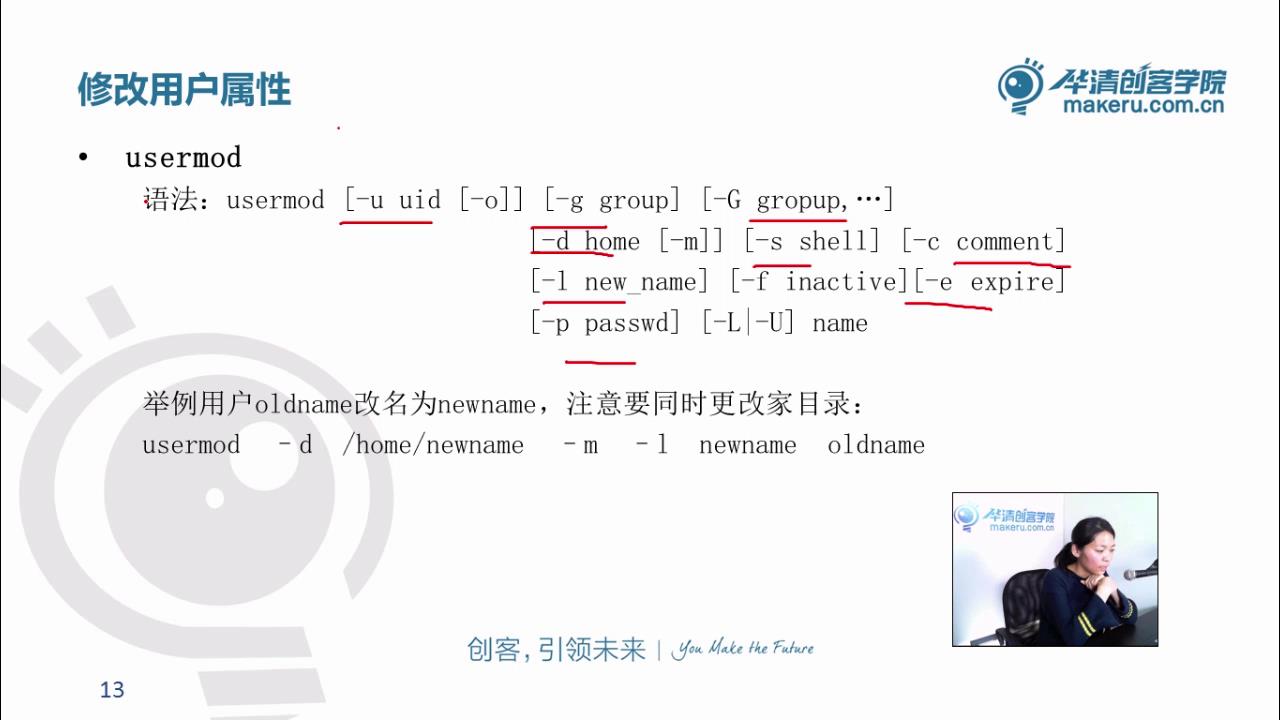 修改用户属性
华清创客学院
makeru.com.cn
• usermod
语法：usermod [-u uid [-o]] [-g group] [-G gropup,…]
[-d home [-m]] [-s shell] [-c comment]
[-l new_name] [-f inactive][-e expire]
[-p passwd] [-L|-U] name
举例用户oldname改名为newname，注意要同时更改家目录：
usermod -d /home/newname -m -l newname oldname
华清创客学院
makeru.com.cn
创客，引领未来 | You Make the Future
13